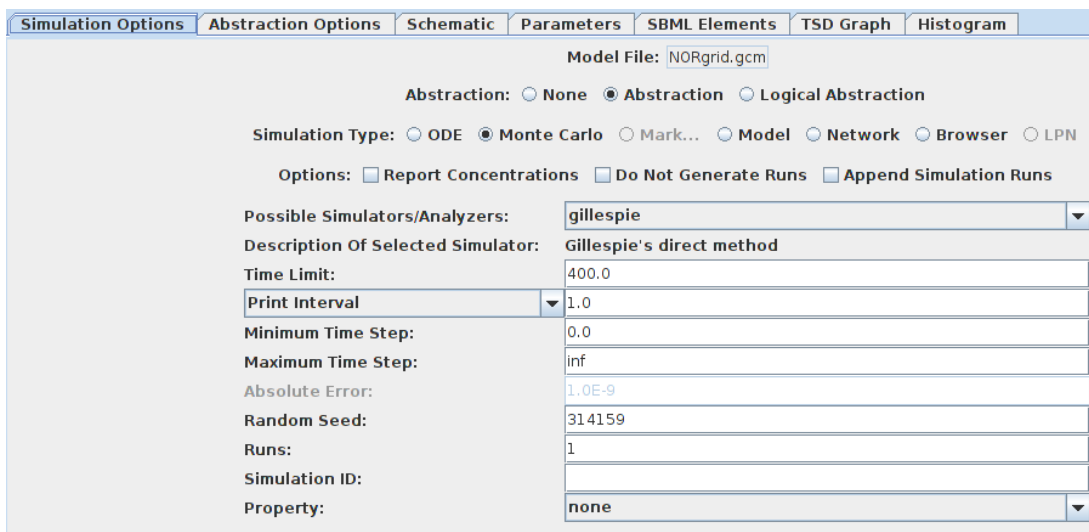 Simulation Options Abstraction Options Schematic Parameters SBML Elements TSD Graph Histogram
Model File: NORgrid.gcm
Abstraction: None Abstraction Logical Abstraction
Simulation Type: ODE Monte Carlo Mark... Model Network Browser LPN
Options: Report Concentrations Do Not Generate Runs Append Simulation Runs
Possible Simulators/Analyzers: gillespie
Description Of Selected Simulator: Gillespie's direct method
Time Limit: 400.0
Print Interval 1.0
Minimum Time Step: 0.0
Maximum Time Step: inf
Absolute Error: 1.0E-9
Random Seed: 314159
Runs: 1
Simulation ID:
Property: none